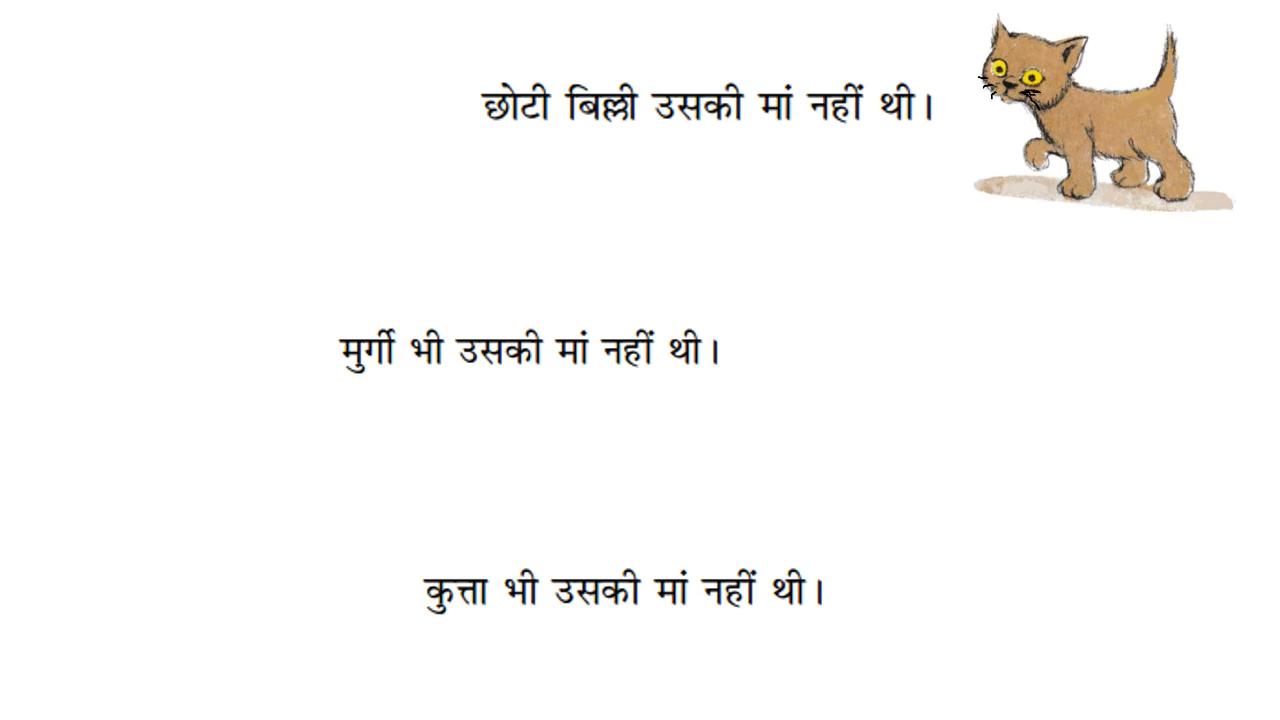 छोटी बिल्ली उसकी मां नहीं थी।
मुर्गी भी उसकी मां नहीं थी।
कुत्ता भी उसकी मां नहीं थी।